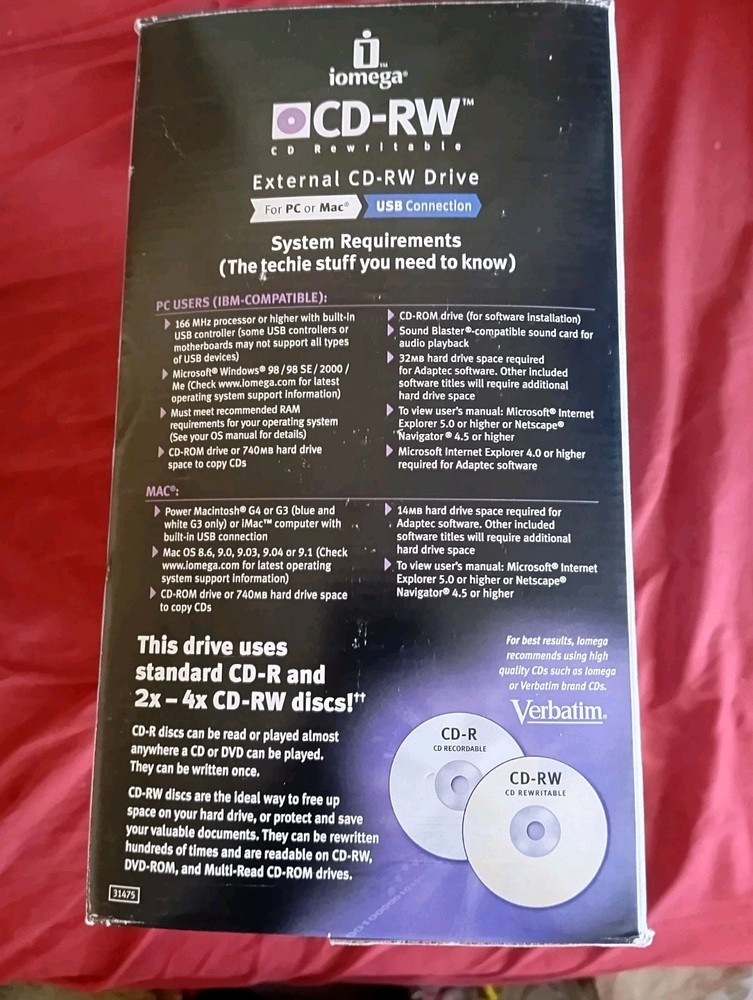 iomega®
CD-RW™
CD Rewritable
External CD-RW Drive
For PC or Mac® USB Connection
System Requirements
(The techie stuff you need to know)
PC USERS (IBM-COMPATIBLE):
166 MHz processor or higher with built-in
USB controller (some USB controllers or
motherboards may not support all types
of USB devices)
Microsoft® Windows® 98/98 SE/2000/
Me (Check www.iomega.com for latest
operating system support information)
Must meet recommended RAM
requirements for your operating system
(See your OS manual for details)
CD-ROM drive or 740MB hard drive
space to copy CDs
CD-ROM drive (for software installation)
Sound Blaster®-compatible sound card for
audio playback
32MB hard drive space required
for Adaptec software. Other included
software titles will require additional
hard drive space
To view user's manual: Microsoft® Internet
Explorer 5.0 or higher or Netscape®
Navigator® 4.5 or higher
Microsoft Internet Explorer 4.0 or higher
required for Adaptec software
MAC®:
Power Macintosh® G4 or G3 (blue and
white G3 only) or iMac™ computer with
built-in USB connection
Mac OS 8.6, 9.0, 9.03, 9.04 or 9.1 (Check
www.iomega.com for latest operating
system support information)
CD-ROM drive or 740MB hard drive space
to copy CDs
14MB hard drive space required for
Adaptec software. Other included
software titles will require additional
hard drive space
To view user's manual: Microsoft® Internet
Explorer 5.0 or higher or Netscape®
Navigator® 4.5 or higher
This drive uses
standard CD-R and
2x – 4x CD-RW discs!††
CD-R discs can be read or played almost
anywhere a CD or DVD can be played.
They can be written once.
CD-RW discs are the ideal way to free up
space on your hard drive, or protect and save
your valuable documents. They can be rewritten
hundreds of times and are readable on CD-RW,
DVD-ROM, and Multi-Read CD-ROM drives.
31475
For best results, Iomega
recommends using high
quality CDs such as Iomega
or Verbatim brand CDs.
Verbatim®
CD-R
CD RECORDABLE
CD-RW
CD REWRITABLE